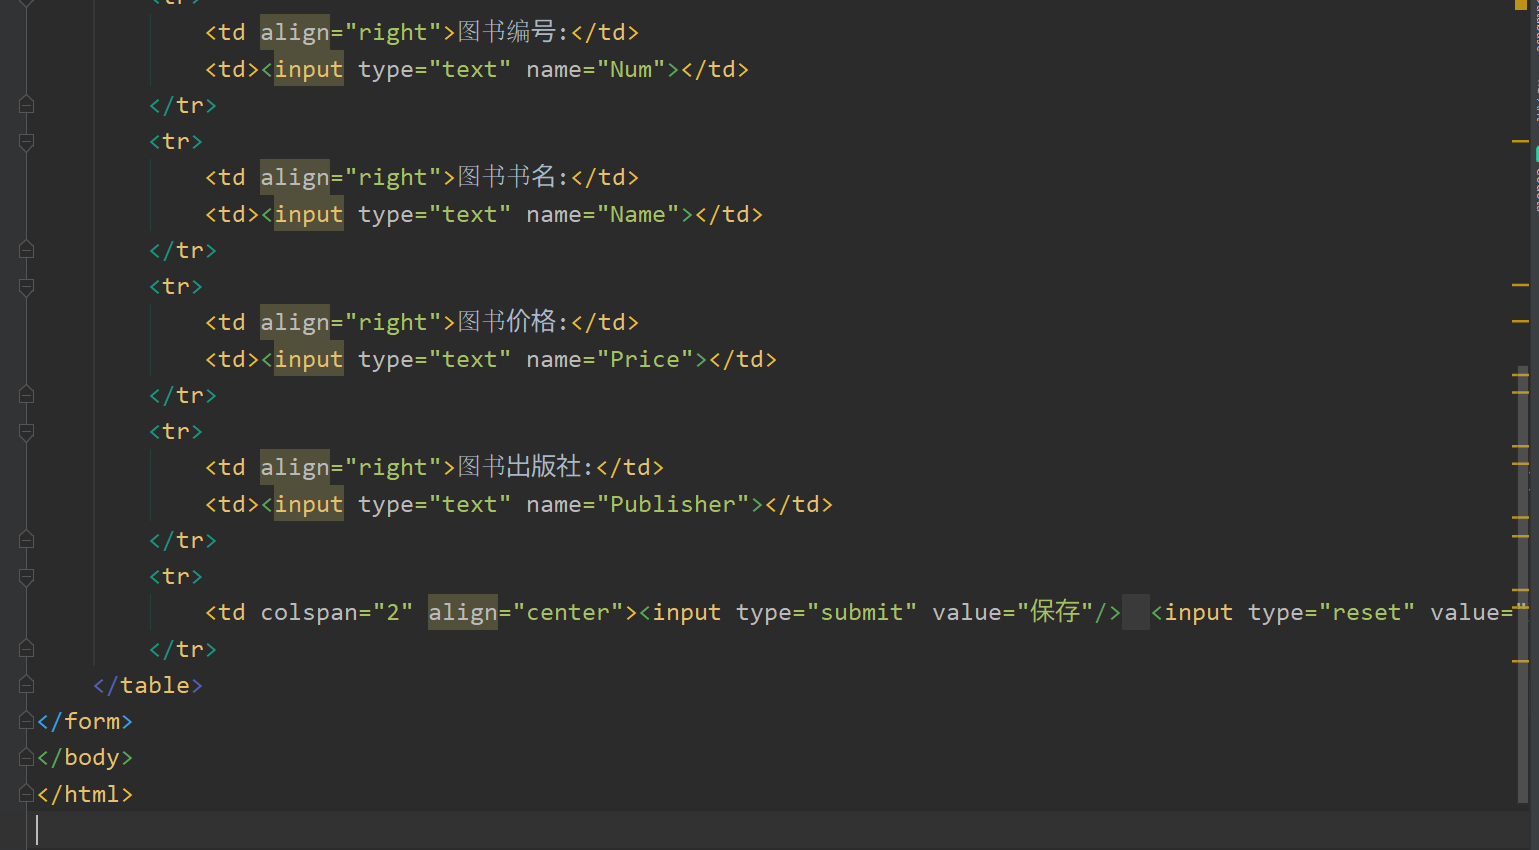 <tr>
<td align="right">图书编号:</td>
<td><input type="text" name="Num"></td>
</tr>
<tr>
<td align="right">图书书名:</td>
<td><input type="text" name="Name"></td>
</tr>
<tr>
<td align="right">图书价格:</td>
<td><input type="text" name="Price"></td>
</tr>
<tr>
<td align="right">图书出版社:</td>
<td><input type="text" name="Publisher"></td>
</tr>
<tr>
<td colspan="2" align="center"><input type="submit" value="保存"/>  <input type="reset" value="
</tr>
</table>
</form>
</body>
</html>